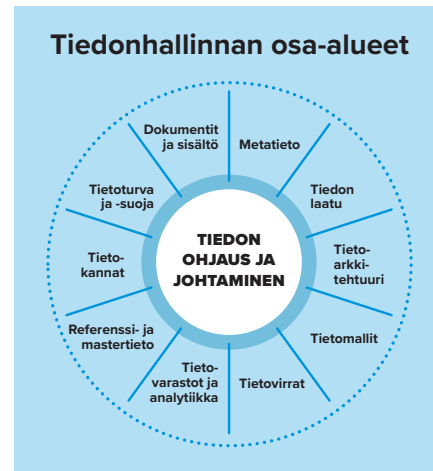 Tiedonhallinnan osa-alueet
Dokumentit
ja sisältö
Metatieto
Tiedon
laatu
Tieto-
arkki-
tehtuuri
Tietomallit
Tietovirrat
Tieto-
varastot ja
analytiikka
Referenssi- ja
mastertieto
Tieto-
kannat
Tietoturva
ja -suoja
TIEDON
OHJAUS JA
JOHTAMINEN